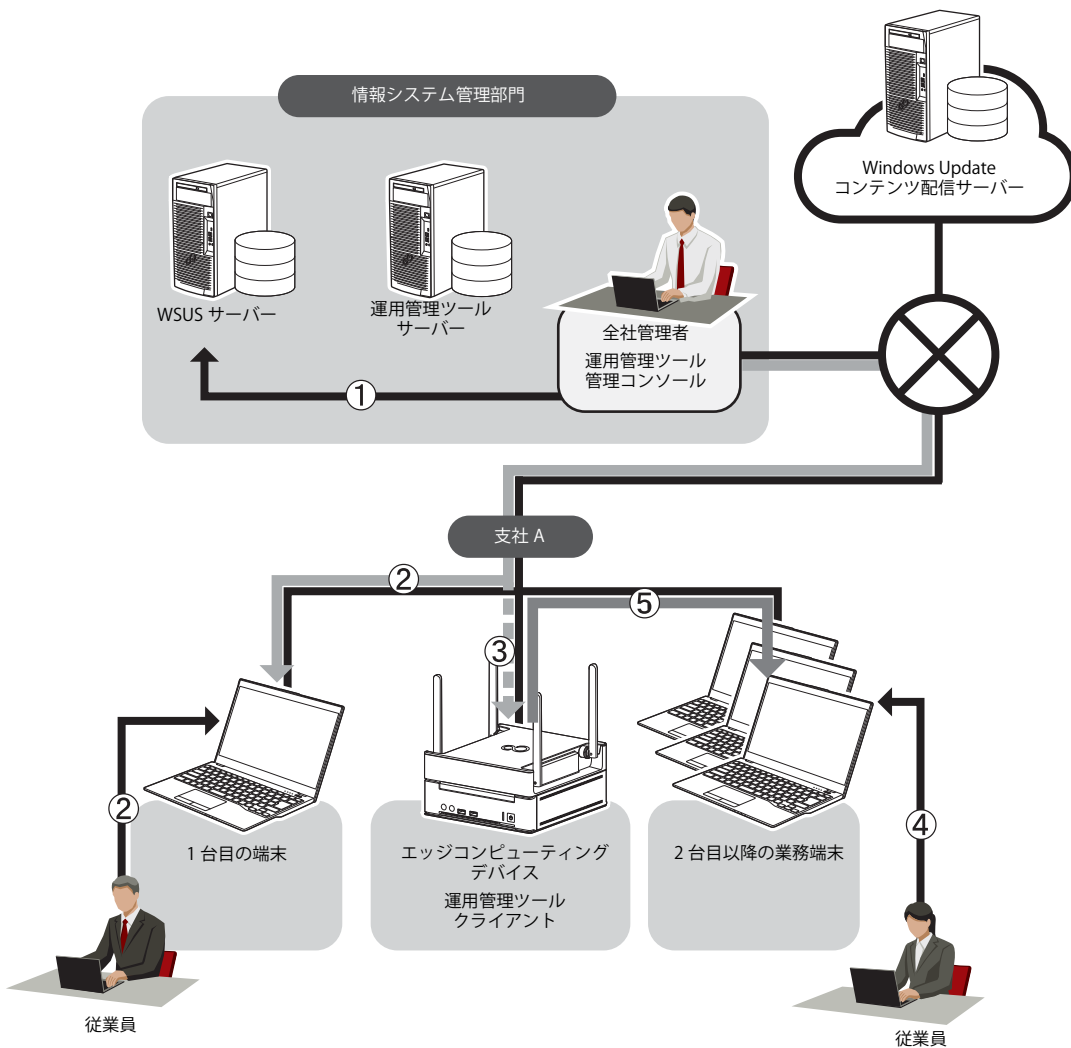 情報システム管理部門
Windows Update
コンテンツ配信サーバー
WSUS サーバー
運用管理ツール
サーバー
全社管理者
運用管理ツール
管理コンソール
①
支社 A
②
⑤
③
②
④
1 台目の端末
エッジコンピューティング
デバイス
運用管理ツール
クライアント
2 台目以降の業務端末
従業員
従業員